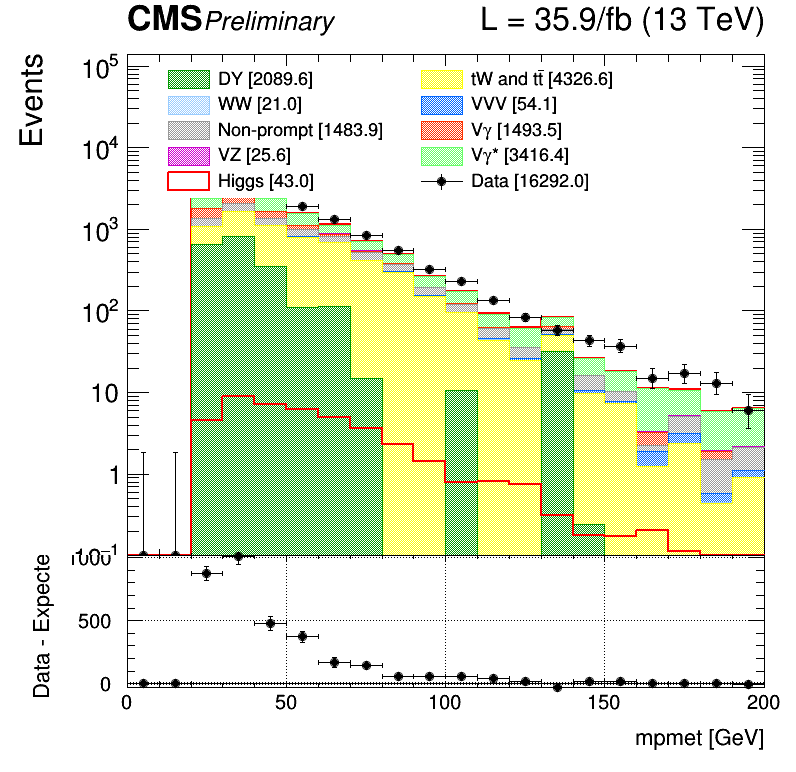 CMS Preliminary L = 35.9/fb (13 TeV)
Events
10^5
10^4
10^3
10^2
10
1
10^-1
DY [2089.6]
WW [21.0]
Non-prompt [1483.9]
VZ [25.6]
Higgs [43.0]
tW and tt̄ [4326.6]
VVV [54.1]
Vγ [1493.5]
Vγ* [3416.4]
Data [16292.0]
Data - Expecte
1000
500
0
0 50 100 150 200
mpmet [GeV]